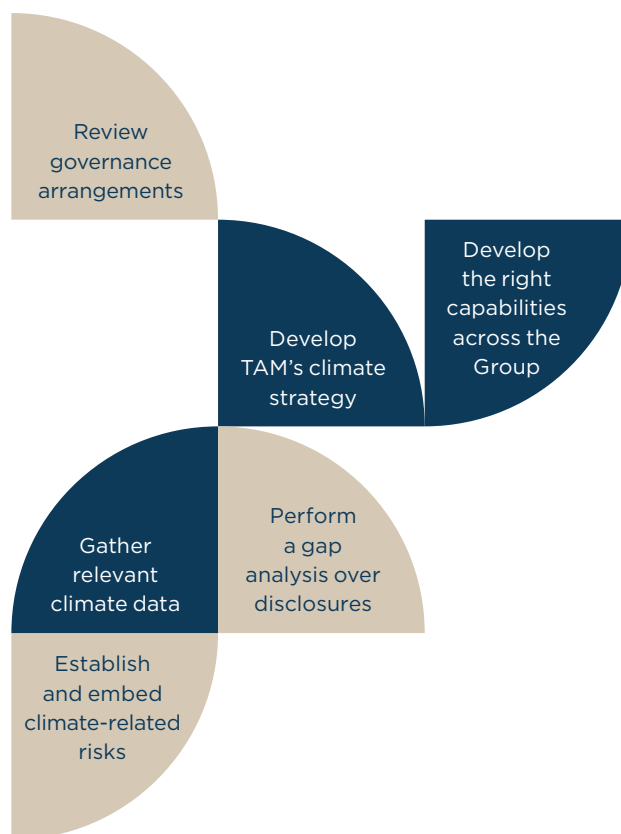 Review
governance
arrangements
Develop
the right
capabilities
across the
Group
Develop
TAM’s climate
strategy
Gather
relevant
climate data
Perform
a gap
analysis over
disclosures
Establish
and embed
climate-related
risks